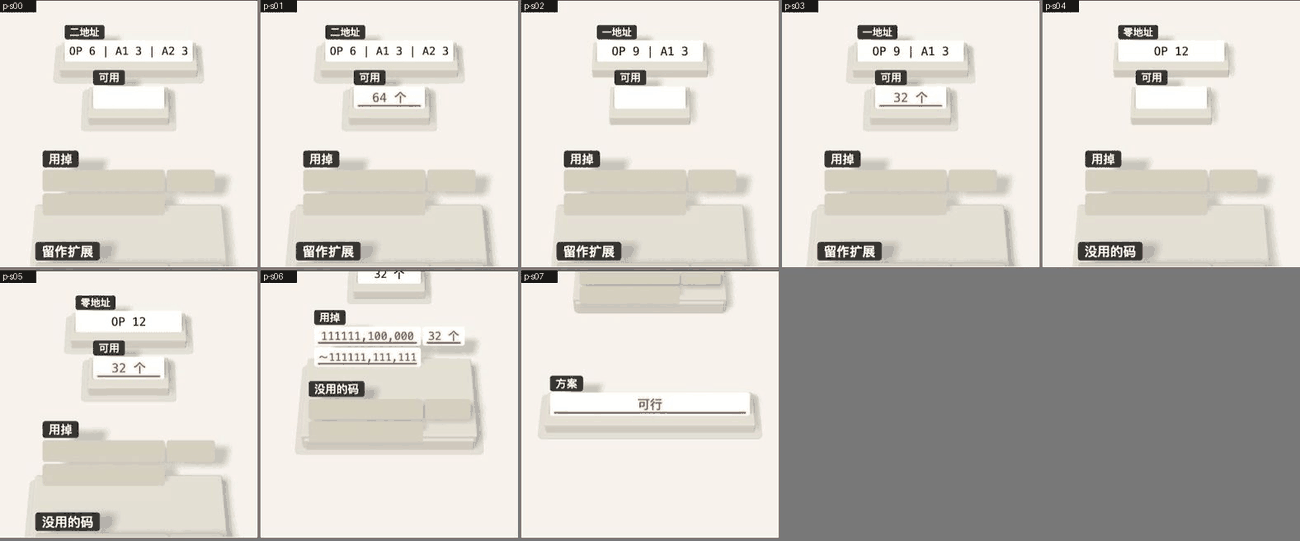 p-s00
二地址
OP 6 | A1 3 | A2 3
可用
用掉
留作扩展
p-s01
二地址
OP 6 | A1 3 | A2 3
可用
64 个
用掉
留作扩展
p-s02
一地址
OP 9 | A1 3
可用
用掉
留作扩展
p-s03
一地址
OP 9 | A1 3
可用
32 个
用掉
留作扩展
p-s04
零地址
OP 12
可用
用掉
没用的码
p-s05
零地址
OP 12
可用
32 个
用掉
没用的码
p-s06
32 个
用掉
111111,100,000 32 个
～111111,111,111
没用的码
p-s07
方案
可行